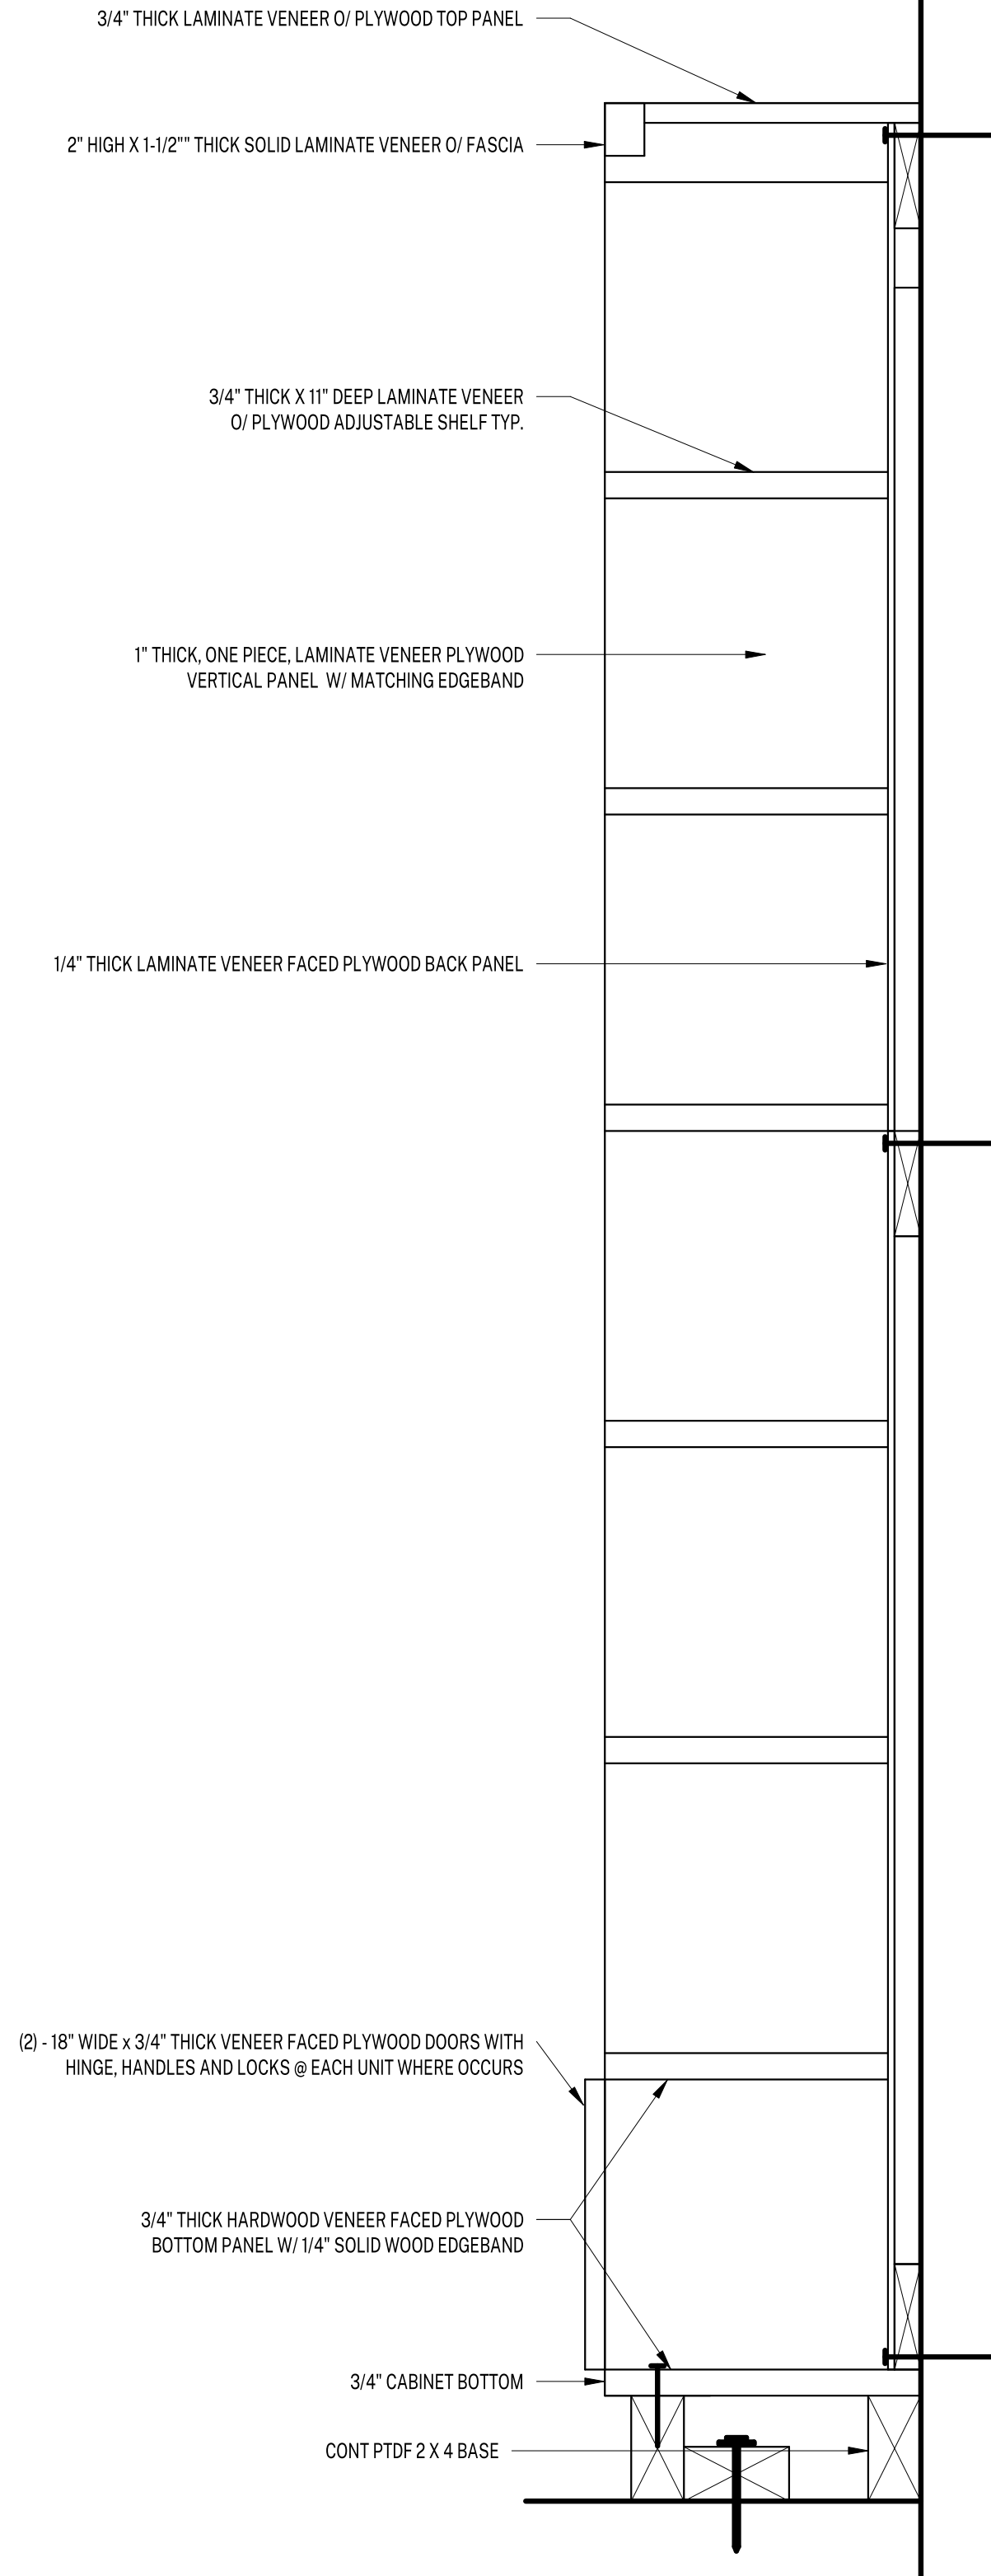 3/4" THICK LAMINATE VENEER O/ PLYWOOD TOP PANEL
2" HIGH X 1-1/2"" THICK SOLID LAMINATE VENEER O/ FASCIA
3/4" THICK X 11" DEEP LAMINATE VENEER
O/ PLYWOOD ADJUSTABLE SHELF TYP.
1" THICK, ONE PIECE, LAMINATE VENEER PLYWOOD
VERTICAL PANEL W/ MATCHING EDGEBAND
1/4" THICK LAMINATE VENEER FACED PLYWOOD BACK PANEL
(2) - 18" WIDE x 3/4" THICK VENEER FACED PLYWOOD DOORS WITH
HINGE, HANDLES AND LOCKS @ EACH UNIT WHERE OCCURS
3/4" THICK HARDWOOD VENEER FACED PLYWOOD
BOTTOM PANEL W/ 1/4" SOLID WOOD EDGEBAND
3/4" CABINET BOTTOM
CONT PTDF 2 X 4 BASE